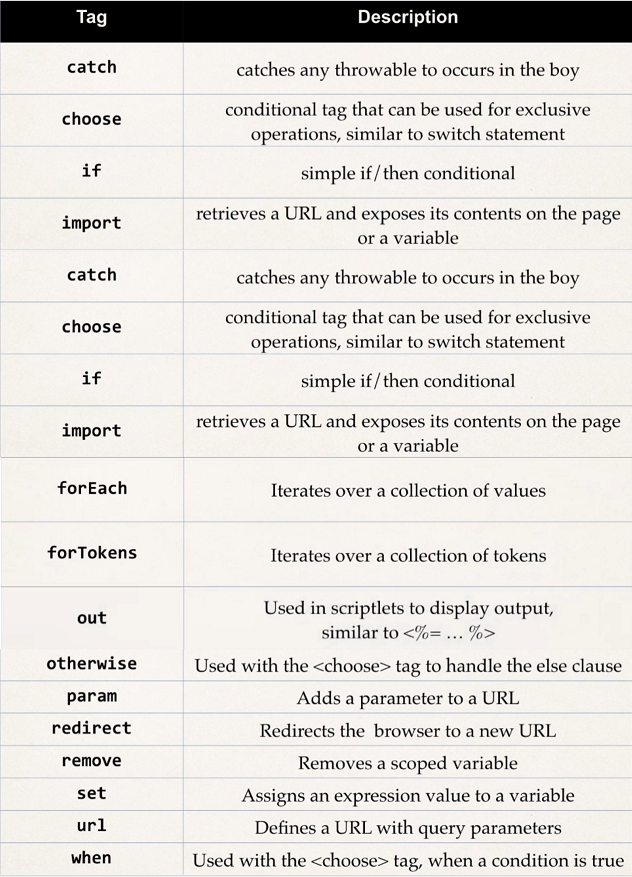 Tag Description
catch catches any throwable to occurs in the boy
choose conditional tag that can be used for exclusive
operations, similar to switch statement
if simple if/then conditional
import retrieves a URL and exposes its contents on the page
or a variable
catch catches any throwable to occurs in the boy
choose conditional tag that can be used for exclusive
operations, similar to switch statement
if simple if/then conditional
import retrieves a URL and exposes its contents on the page
or a variable
forEach Iterates over a collection of values
forTokens Iterates over a collection of tokens
out Used in scriptlets to display output,
similar to <%= ... %>
otherwise Used with the <choose> tag to handle the else clause
param Adds a parameter to a URL
redirect Redirects the browser to a new URL
remove Removes a scoped variable
set Assigns an expression value to a variable
url Defines a URL with query parameters
when Used with the <choose> tag, when a condition is true